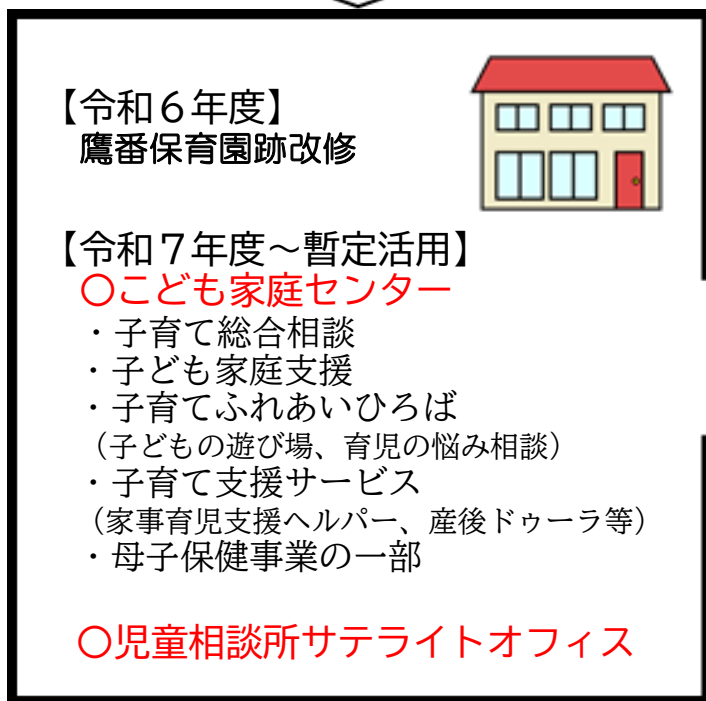 【令和６年度】
鷹番保育園跡改修
【令和７年度～暫定活用】
〇こども家庭センター
・子育て総合相談
・子ども家庭支援
・子育てふれあいひろば
（子どもの遊び場、育児の悩み相談）
・子育て支援サービス
（家事育児支援ヘルパー、産後ドゥーラ等）
・母子保健事業の一部
〇児童相談所サテライトオフィス